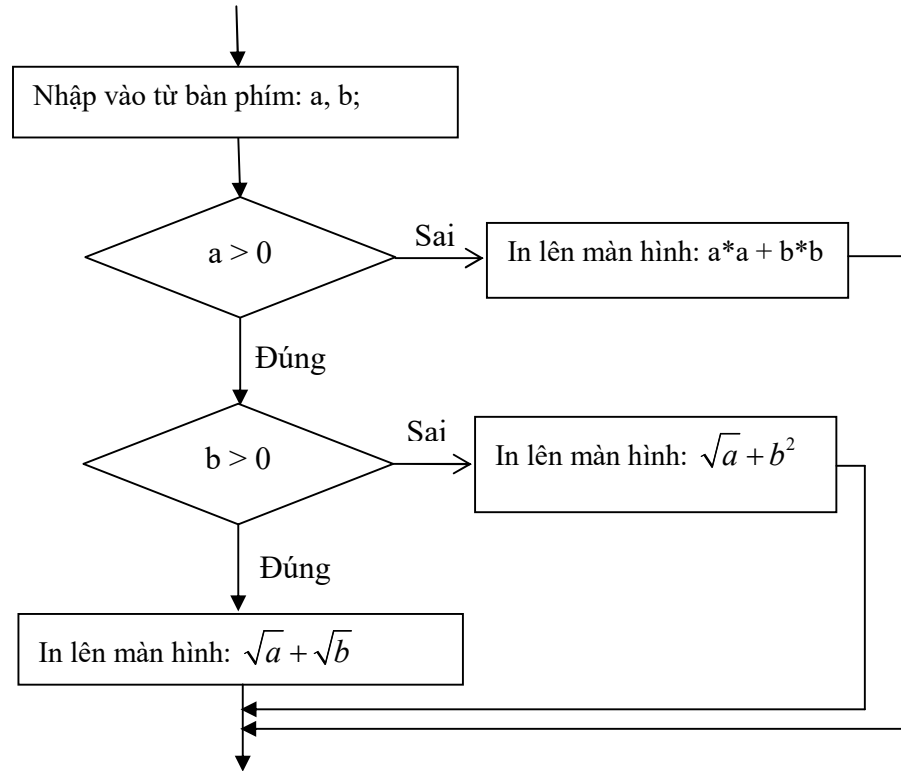 Nhập vào từ bàn phím: a, b;
a > 0
Sai
In lên màn hình: a*a + b*b
Đúng
b > 0
Sai
In lên màn hình: √a + b²
Đúng
In lên màn hình: √a + √b